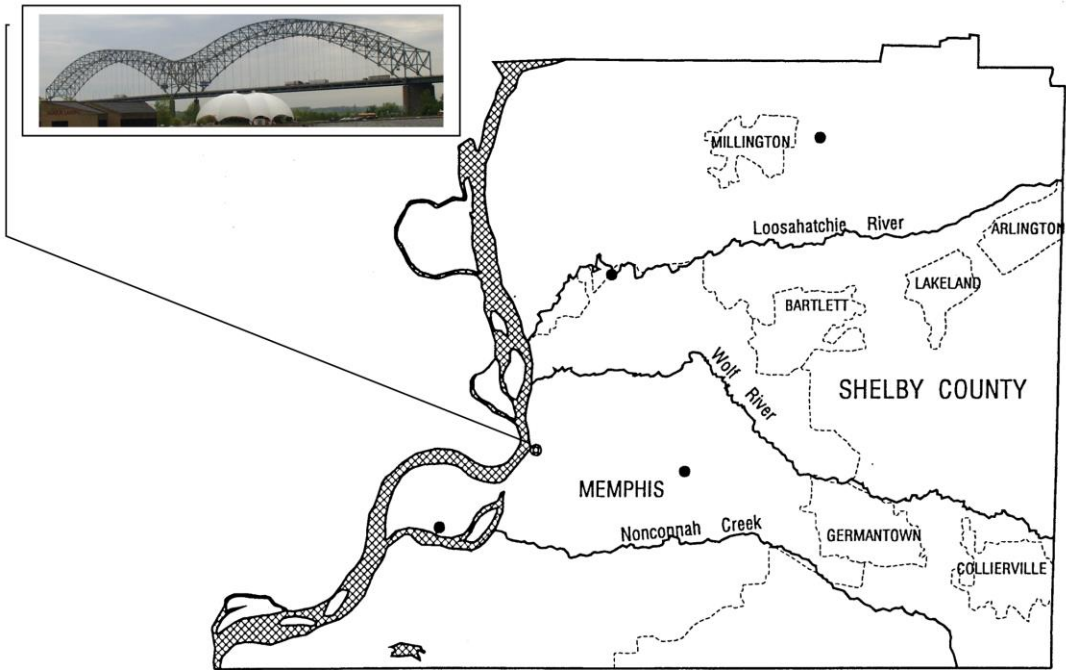 MILLINGTON
Loosahatchie River
ARLINGTON
LAKELAND
BARTLETT
Wolf River
SHELBY COUNTY
MEMPHIS
Nonconnah Creek
GERMANTOWN
COLLIERVILLE